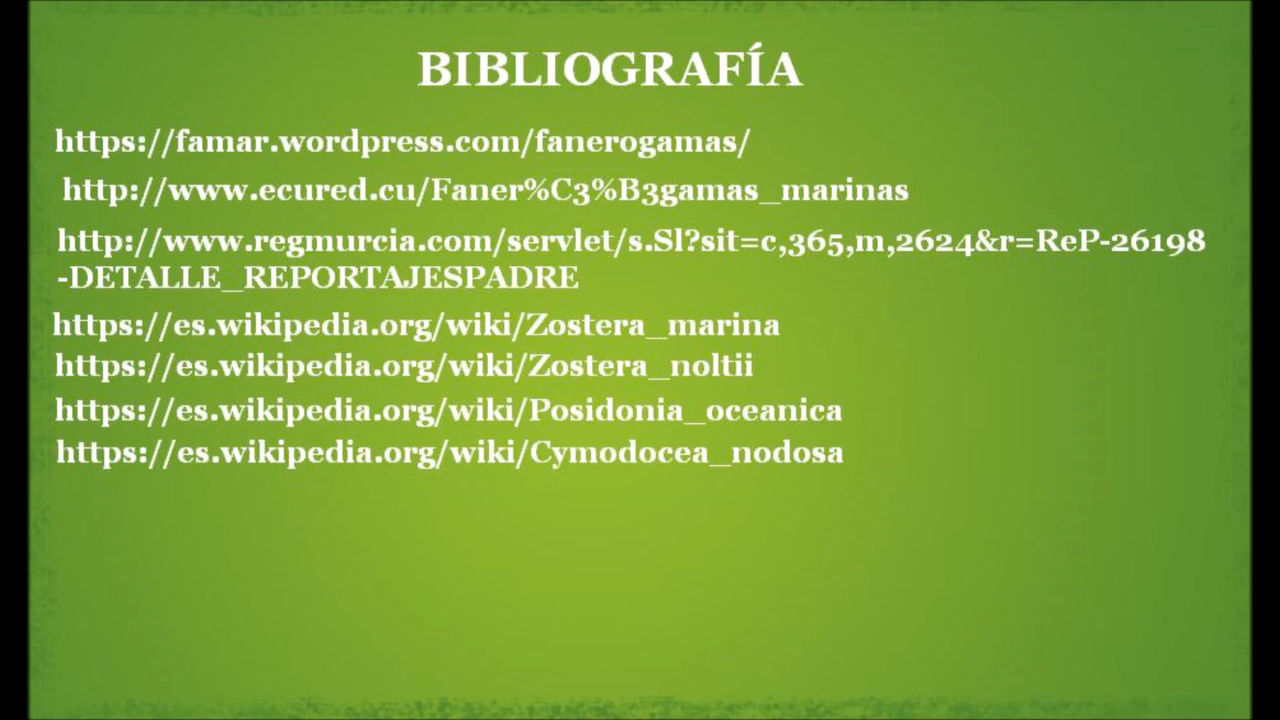 BIBLIOGRAFÍA
https://famar.wordpress.com/fanerogamas/
http://www.ecured.cu/Faner%C3%B3gamas_marinas
http://www.regmurcia.com/servlet/s.Sl?sit=c,365,m,2624&r=ReP-26198
-DETALLE_REPORTAJESPADRE
https://es.wikipedia.org/wiki/Zostera_marina
https://es.wikipedia.org/wiki/Zostera_noltii
https://es.wikipedia.org/wiki/Posidonia_oceanica
https://es.wikipedia.org/wiki/Cymodocea_nodosa